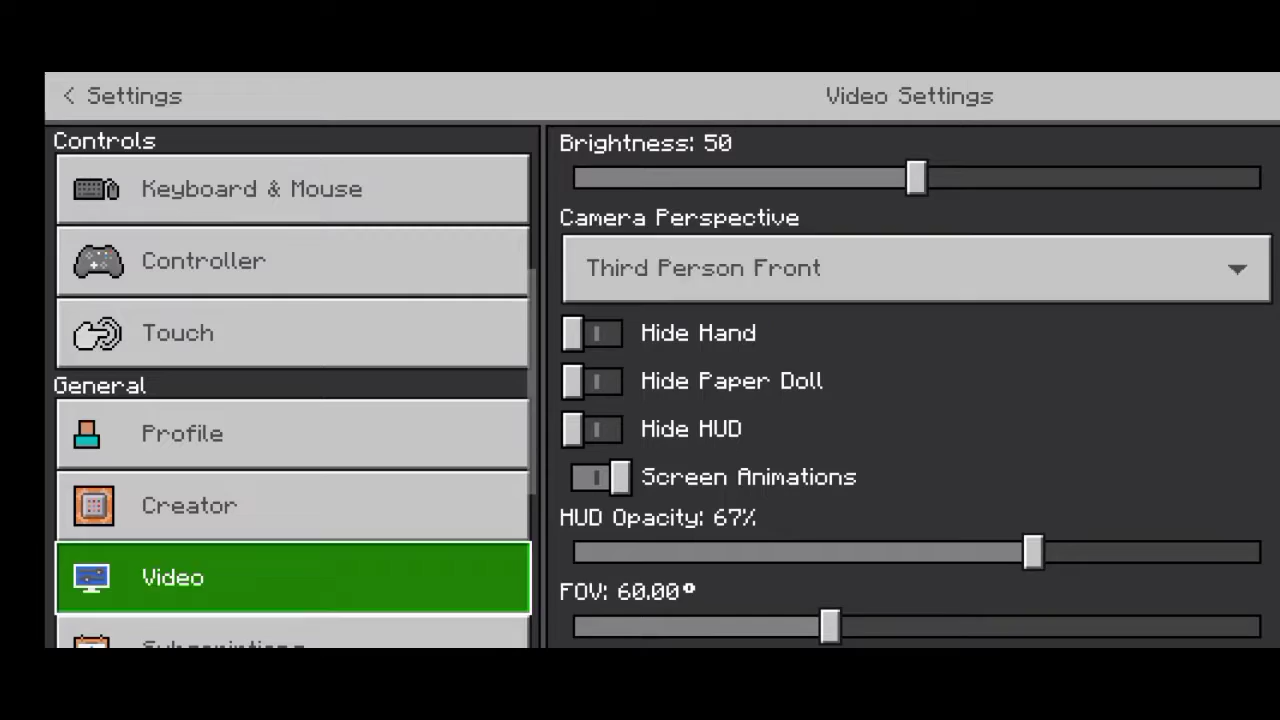 < Settings
Video Settings
Controls
Keyboard & Mouse
Controller
Touch
General
Profile
Creator
Video
Brightness: 50
Camera Perspective
Third Person Front
Hide Hand
Hide Paper Doll
Hide HUD
Screen Animations
HUD Opacity: 67%
FOV: 60.00°